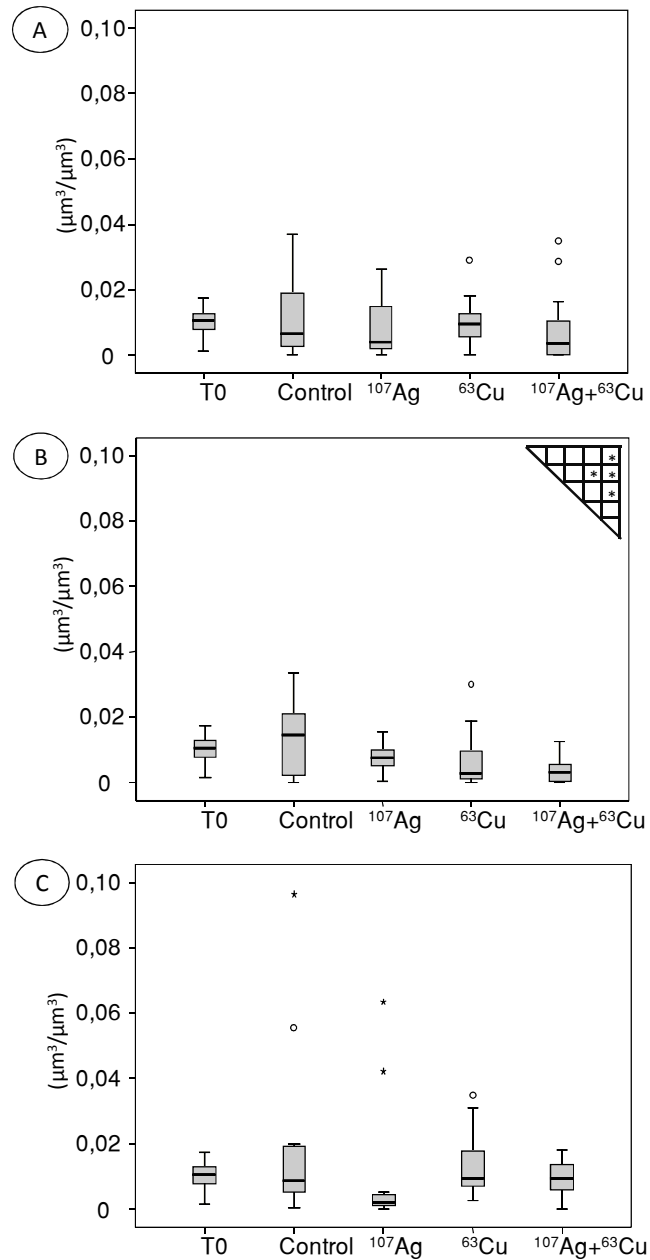 A
0,10
0,08
0,06
0,04
0,02
0
(µm³/µm³)
T0 Control ¹⁰⁷Ag ⁶³Cu ¹⁰⁷Ag+⁶³Cu
B
0,10
0,08
0,06
0,04
0,02
0
(µm³/µm³)
* 
* *
*
T0 Control ¹⁰⁷Ag ⁶³Cu ¹⁰⁷Ag+⁶³Cu
C
0,10
0,08
0,06
0,04
0,02
0
(µm³/µm³)
T0 Control ¹⁰⁷Ag ⁶³Cu ¹⁰⁷Ag+⁶³Cu